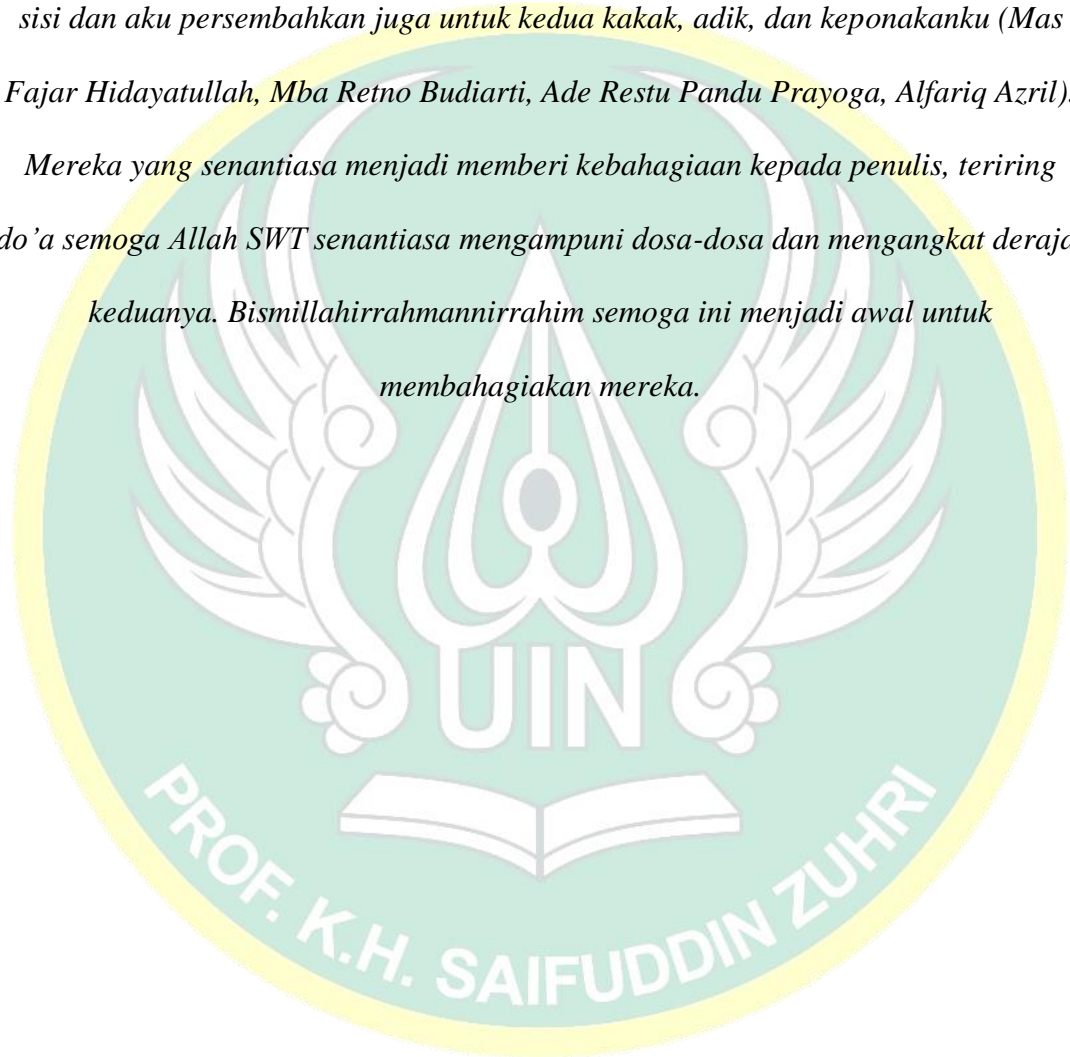 sisi dan aku persembahkan juga untuk kedua kakak, adik, dan keponakanku (Mas
Fajar Hidayatullah, Mba Retno Budiarti, Ade Restu Pandu Prayoga, Alfariq Azril).
Mereka yang senantiasa menjadi memberi kebahagiaan kepada penulis, teriring
do’a semoga Allah SWT senantiasa mengampuni dosa-dosa dan mengangkat
keduanya. Bismillahirrahmannirrahim semoga ini menjadi awal untuk
membahagiakan mereka.
UIN
PROF. K.H. SAIFUDDIN ZUHRI